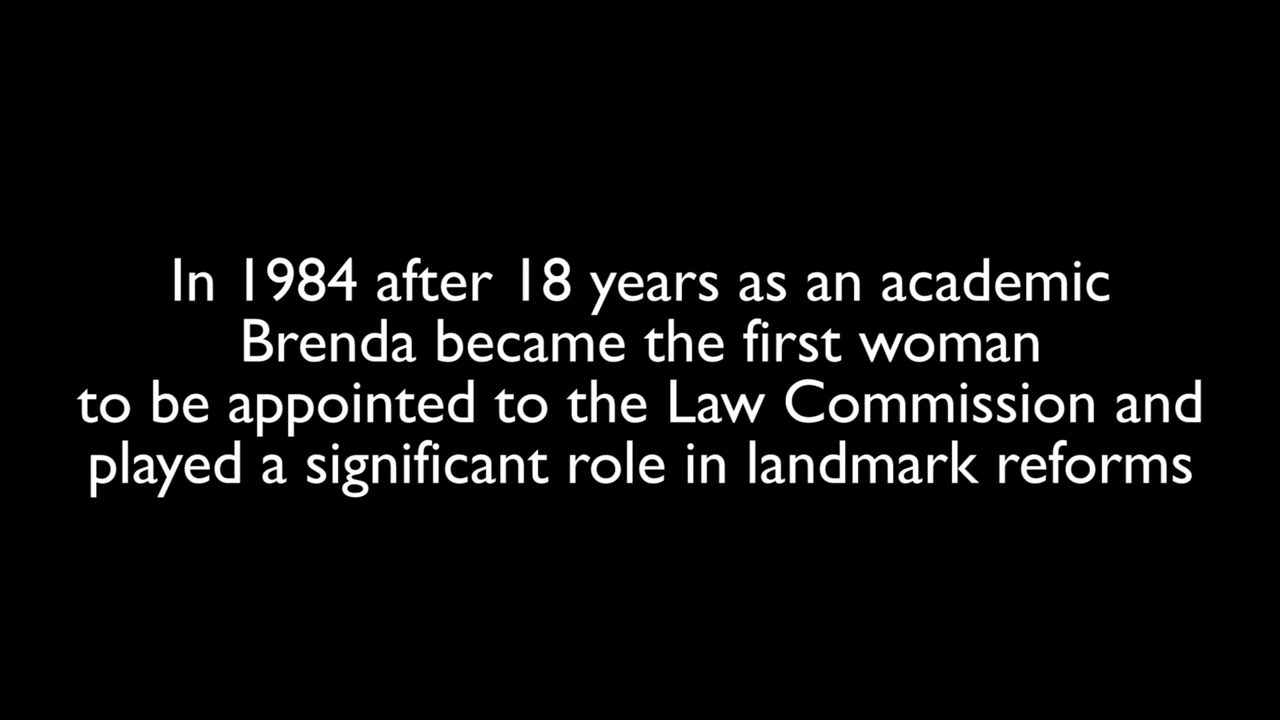 In 1984 after 18 years as an academic
Brenda became the first woman
to be appointed to the Law Commission and
played a significant role in landmark reforms